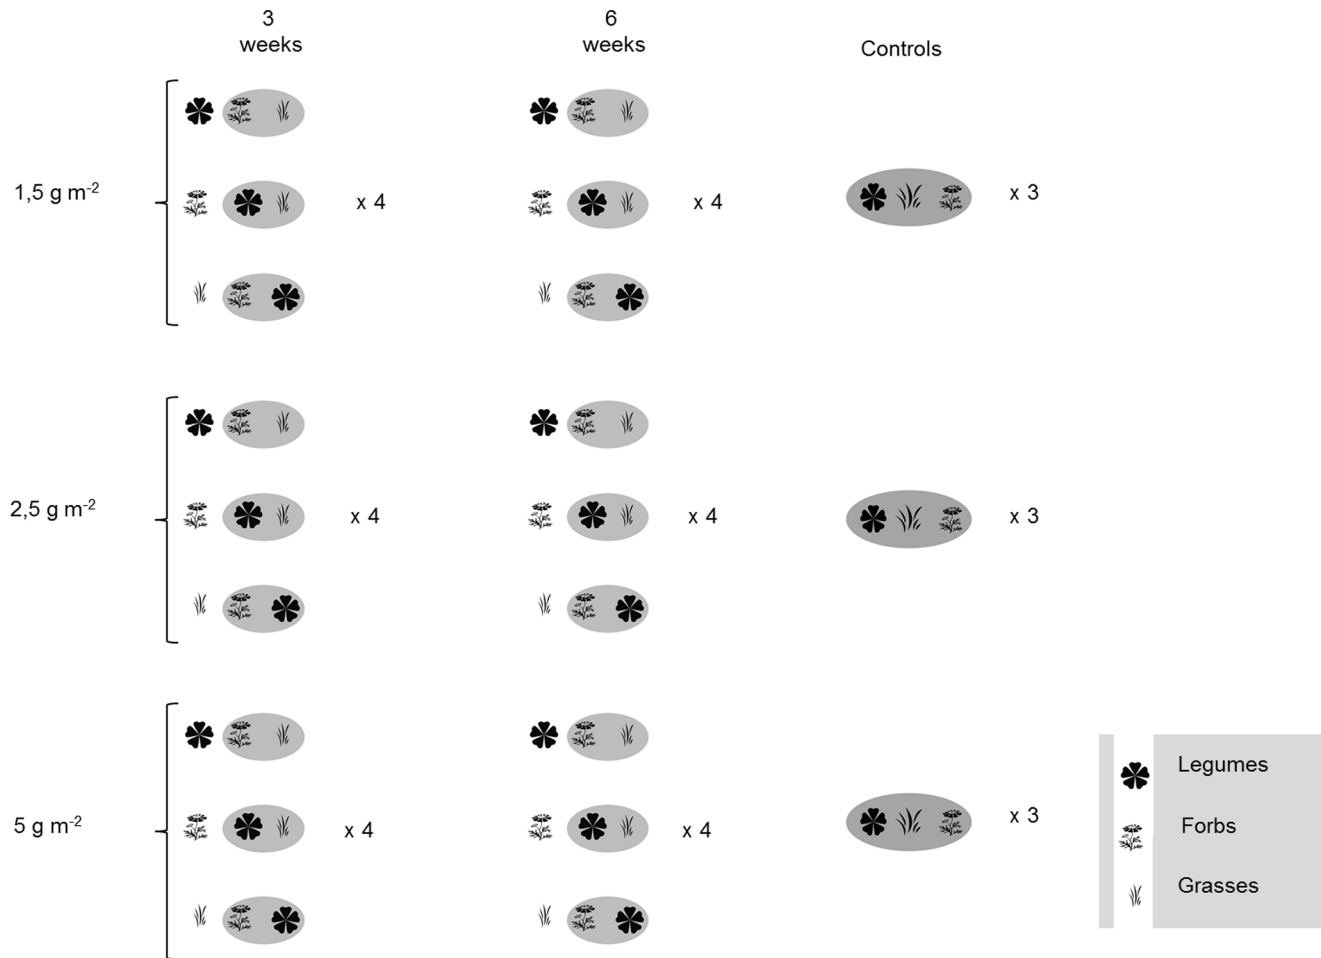 3
weeks
6
weeks
Controls
1,5 g m-2
x 4
x 4
x 3
2,5 g m-2
x 4
x 4
x 3
5 g m-2
x 4
x 4
x 3
Legumes
Forbs
Grasses